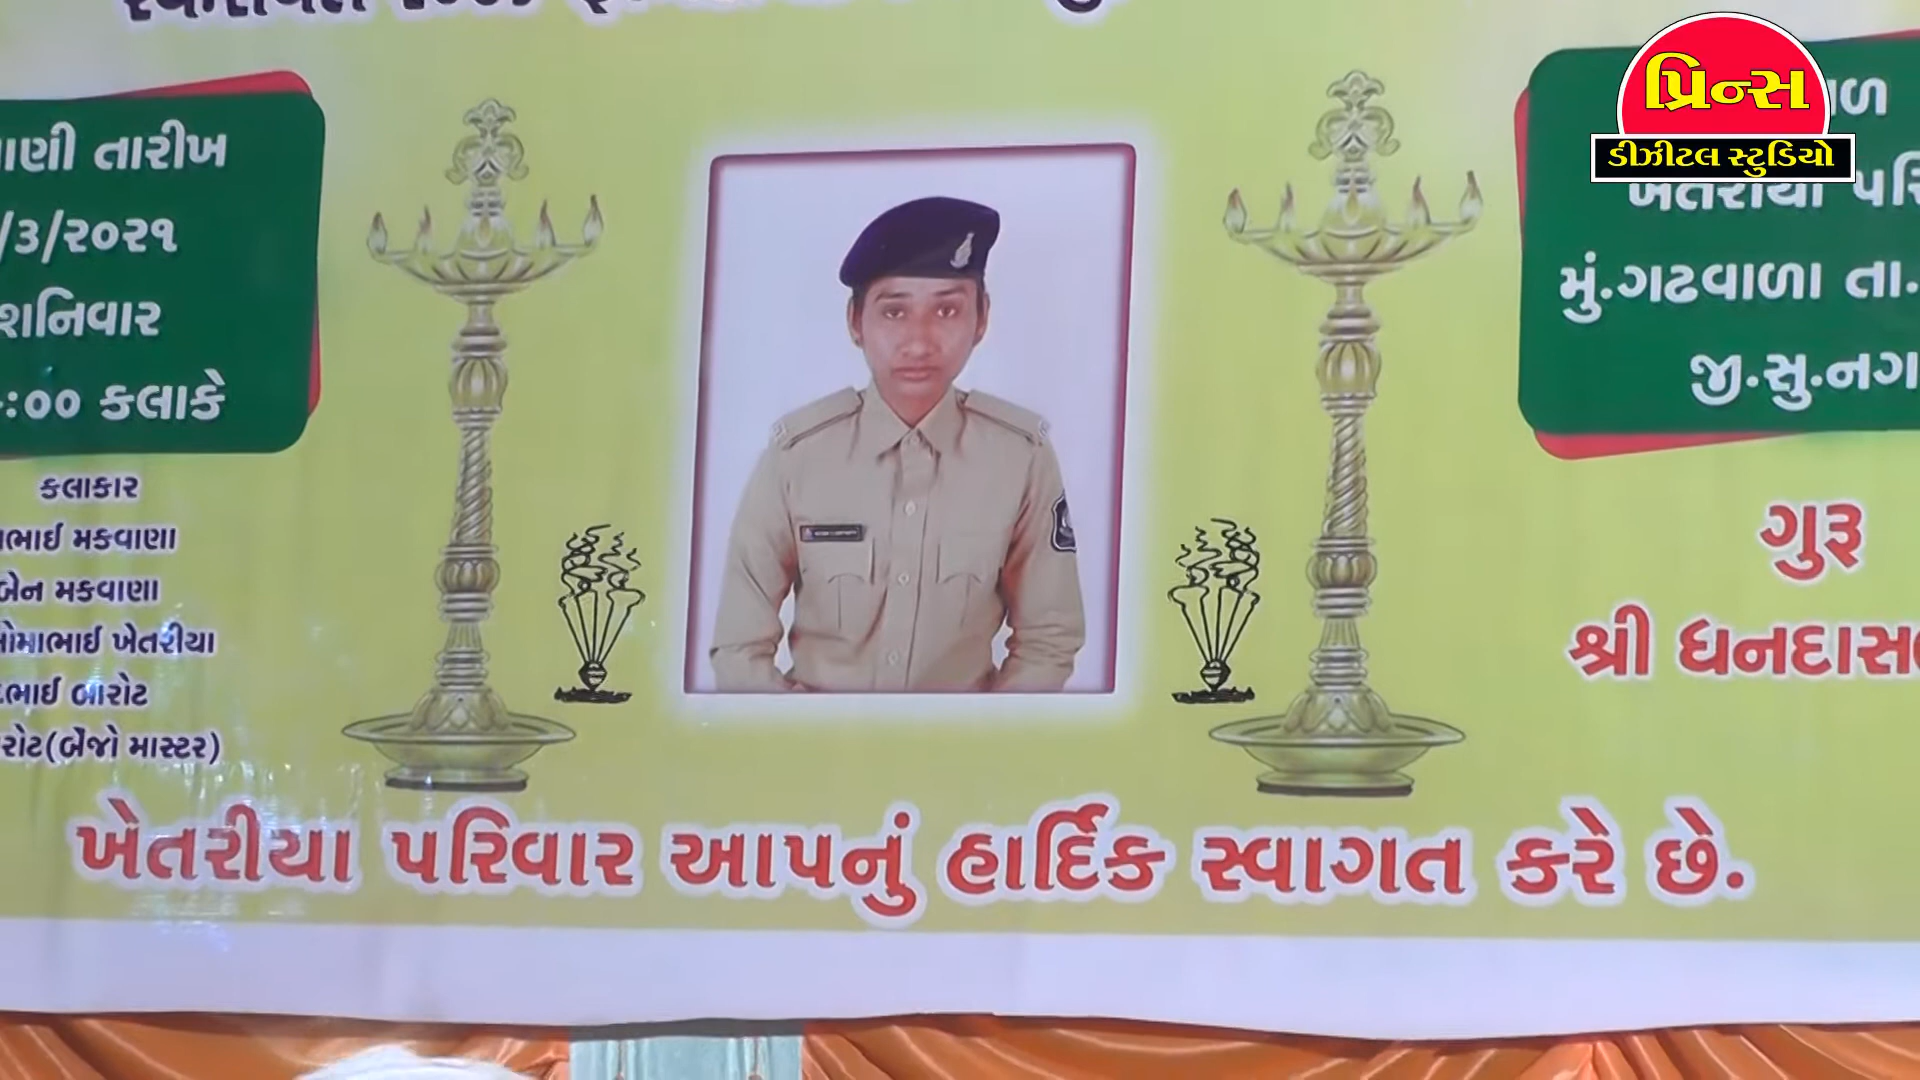 પ્રિન્સ
ડીઝીટલ સ્ટુડિયો
તારીખ
/૩/૨૦૨૧
શનિવાર
:૦૦ કલાકે
કલાકાર
ભાઈ મકવાણા
બેન મકવાણા
સોમાભાઈ ખેતરીયા
ભાઈ બારોટ
રોટ(બેંજો માસ્ટર)
ખેતરીયા
મું.ગઢવાળા તા.
જી.સુ.નગ
ગુરૂ
શ્રી ધનદાસ
ખેતરીયા પરિવાર આપનું હાર્દિક સ્વાગત કરે છે.